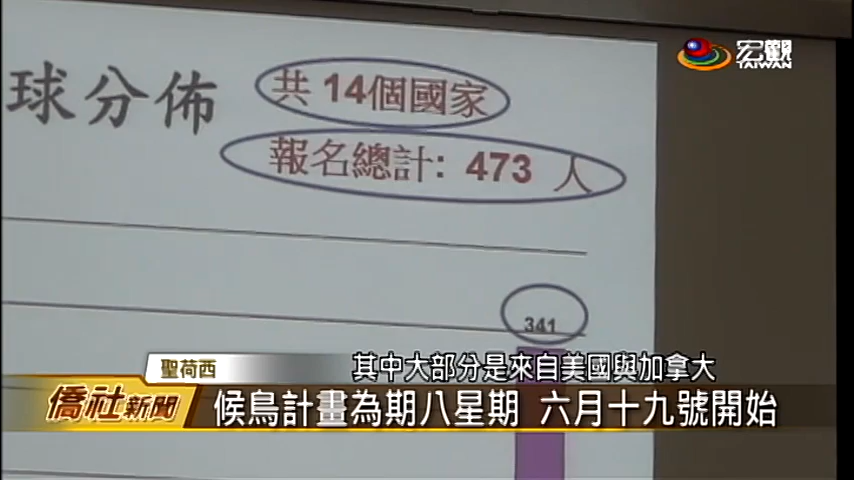 宏觀
TAIWAN
球分佈
共 14個國家
報名總計: 473 人
341
聖荷西
其中大部分是來自美國與加拿大
僑社新聞
候鳥計畫為期八星期 六月十九號開始